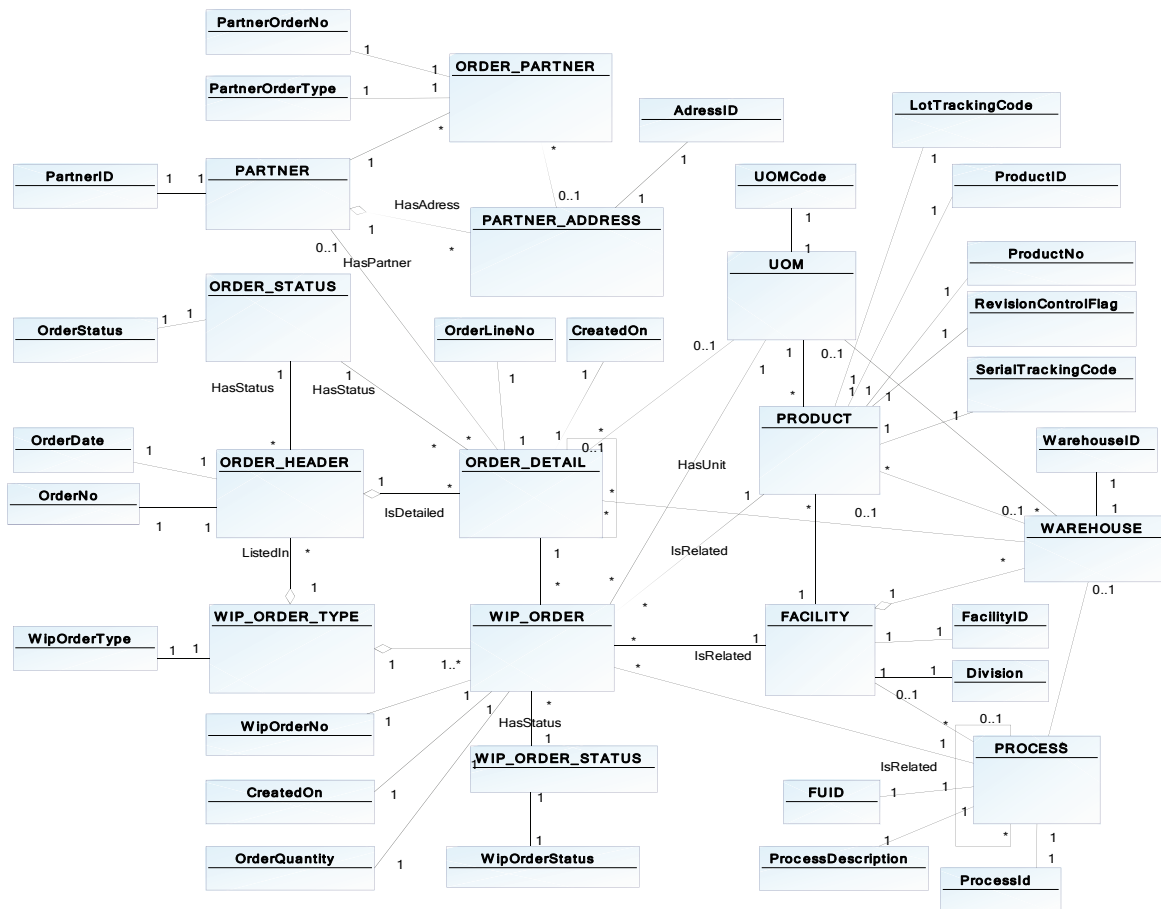 PartnerOrderNo
1
1
ORDER_PARTNER
PartnerOrderType
1
1
*
*
AdressID
1
LotTrackingCode
1
PartnerID
1
1
PARTNER
1
HasAdress
1
*
0..1
1
PARTNER_ADDRESS
UOMCode
1
1
UOM
ProductID
1
0..1
HasPartner
ORDER_STATUS
OrderStatus
1
1
OrderLineNo
1
CreatedOn
1
0..1
1
1
0..1
ProductNo
1
RevisionControlFlag
1
SerialTrackingCode
1
HasStatus
1
1
HasStatus
*
*
*
1
1
*
0..1
*
1
1
1
1
PRODUCT
1
*
OrderDate
1
1
ORDER_HEADER
OrderNo
1
1
1
*
IsDetailed
ORDER_DETAIL
*
*
HasUnit
1
0..1
*
0..1
*
WarehouseID
1
1
WAREHOUSE
ListedIn
*
1
1
*
IsRelated
*
*
1
1
*
0..1
WIP_ORDER_TYPE
WipOrderType
1
1
1
1..*
WIP_ORDER
*
1
IsRelated
*
FACILITY
1
1
FacilityID
1
1
Division
0..1
*
WipOrderNo
1
1
1
HasStatus
*
1
1
WIP_ORDER_STATUS
CreatedOn
1
OrderQuantity
1
1
1
WipOrderStatus
1
IsRelated
0..1
PROCESS
*
FUID
1
1
1
1
ProcessDescription
1
1
ProcessId